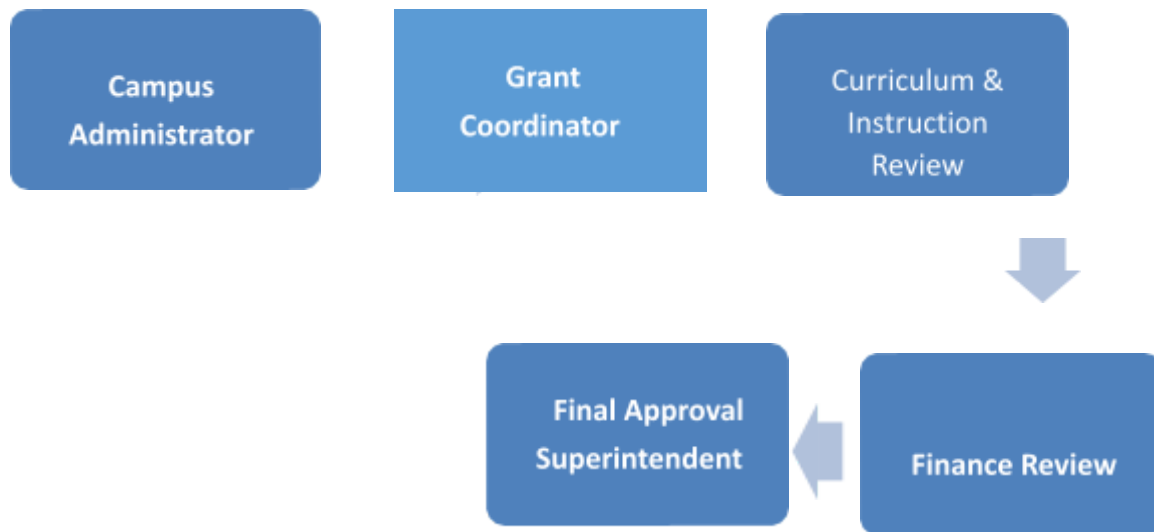 Campus
Administrator
Grant
Coordinator
Curriculum &
Instruction
Review
Final Approval
Superintendent
Finance Review